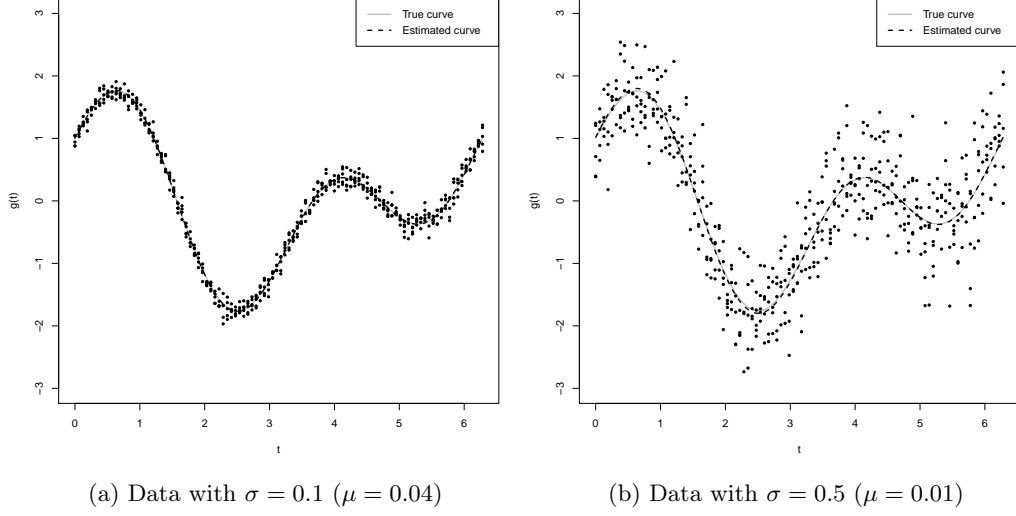 True curve
Estimated curve
3
2
1
0
−1
−2
−3
g(t)
0 1 2 3 4 5 6
t
(a) Data with σ = 0.1 (μ = 0.04)
True curve
Estimated curve
3
2
1
0
−1
−2
−3
g(t)
0 1 2 3 4 5 6
t
(b) Data with σ = 0.5 (μ = 0.01)